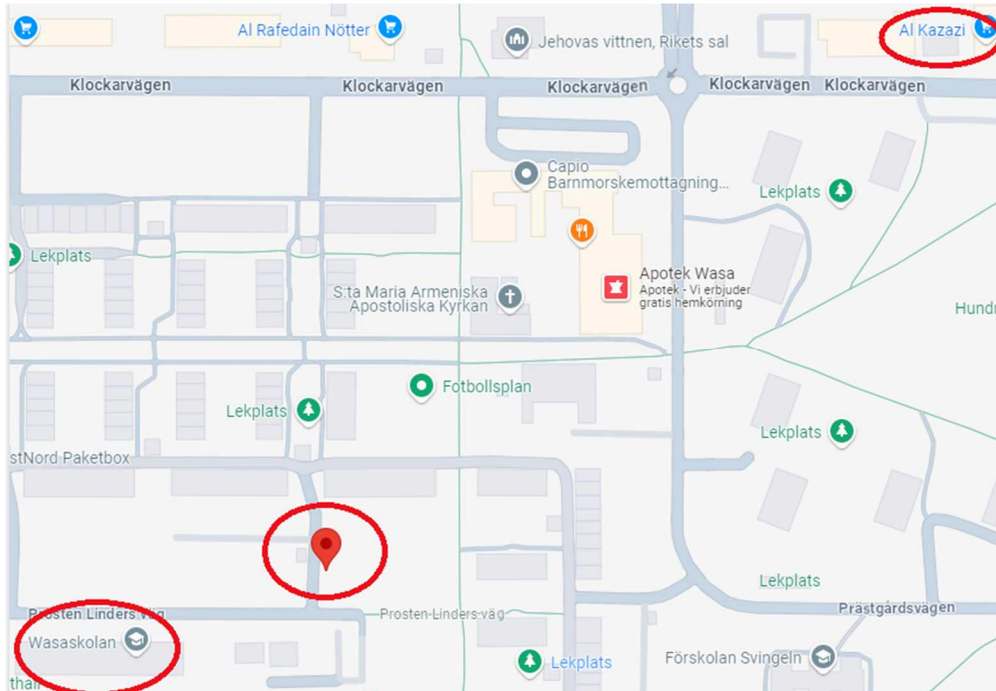 Al Rafedain Nötter
Jehovas vittnen, Rikets sal
Al Kazazi
Klockarvägen
Klockarvägen
Klockarvägen
Klockarvägen
Klockarvägen
Capio
Barnmorskemottagning...
Lekplats
Lekplats
Apotek Wasa
Apotek - Vi erbjuder
gratis hemkörning
S:ta Maria Armeniska
Apostoliska Kyrkan
Hundr
Fotbollsplan
Lekplats
Lekplats
stNord Paketbox
Lekplats
Prästgårdsvägen
Prosten Linders väg
Prosten-Linders-väg
Wasaskolan
Lekplats
Förskolan Svingeln
thall